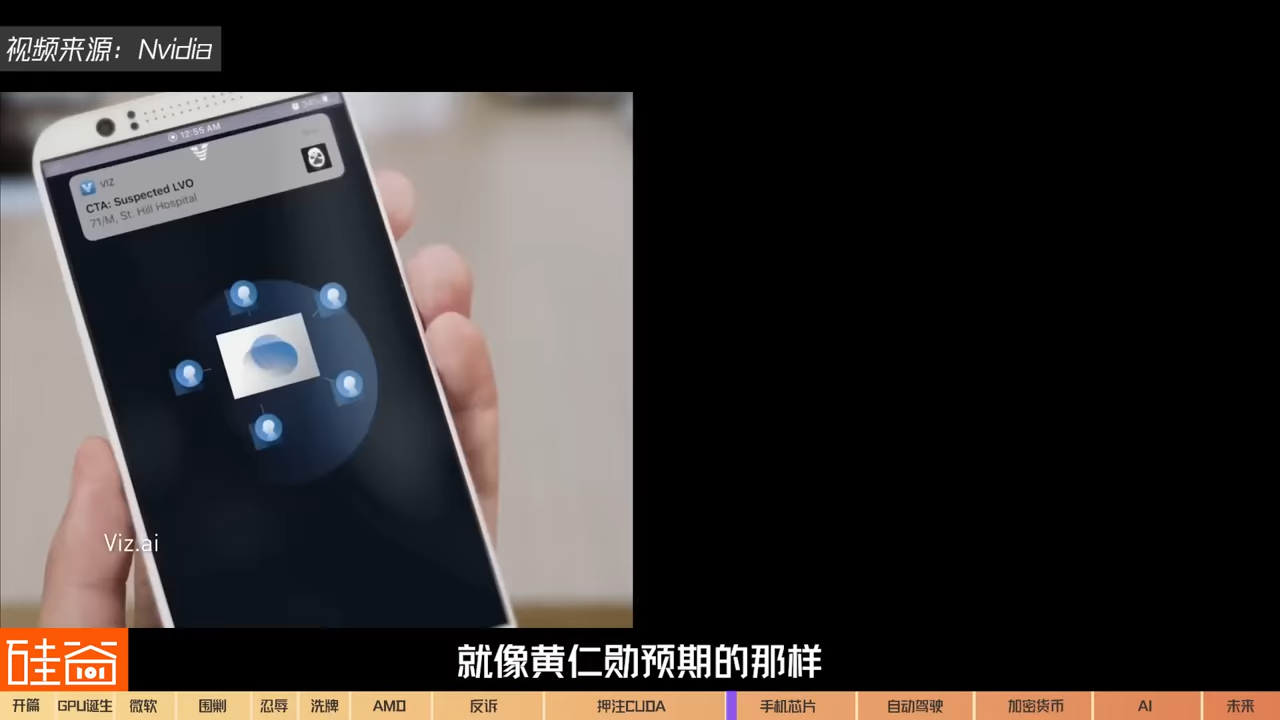 视频来源：Nvidia
12:55 AM
94%
VIZ
CTA: Suspected LVO
71/M, St. Hill Hospital
Viz.ai
硅谷
101
就像黄仁勋预期的那样
开篇 GPU诞生 微软 围剿 忍辱 洗牌 AMD 反诉 押注CUDA 手机芯片 自动驾驶 加密货币 AI 未来